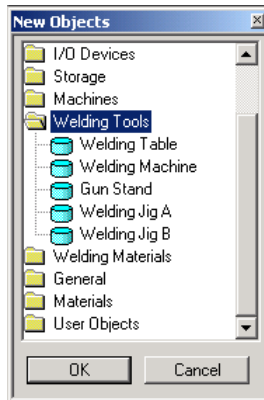 New Objects
I/O Devices
Storage
Machines
Welding Tools
Welding Table
Welding Machine
Gun Stand
Welding Jig A
Welding Jig B
Welding Materials
General
Materials
User Objects
OK Cancel